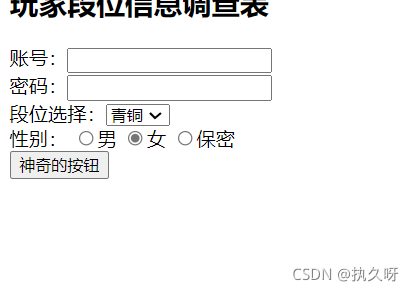 玩家段位信息调查表
账号：
密码：
段位选择： 青铜
性别： 男 女 保密
神奇的按钮
CSDN @执久呀